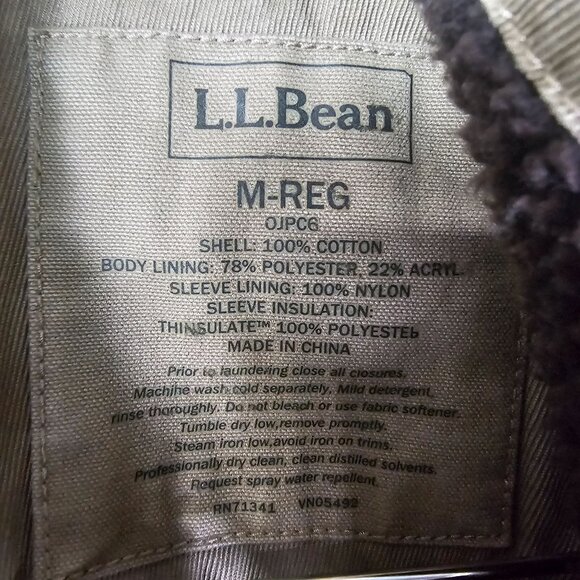 L.L.Bean
M-REG
OJPC6
SHELL: 100% COTTON
BODY LINING: 78% POLYESTER, 22% ACRYL
SLEEVE LINING: 100% NYLON
SLEEVE INSULATION:
THINSULATE™ 100% POLYESTER
MADE IN CHINA
Prior to laundering close all closures.
Machine wash cold separately. Mild detergent,
rinse thoroughly. Do not bleach or use fabric softener.
Tumble dry low, remove promptly.
Steam iron low, avoid iron on trims.
Professionally dry clean, clean distilled solvents.
Request spray water repellent.
RN71341 VN05492